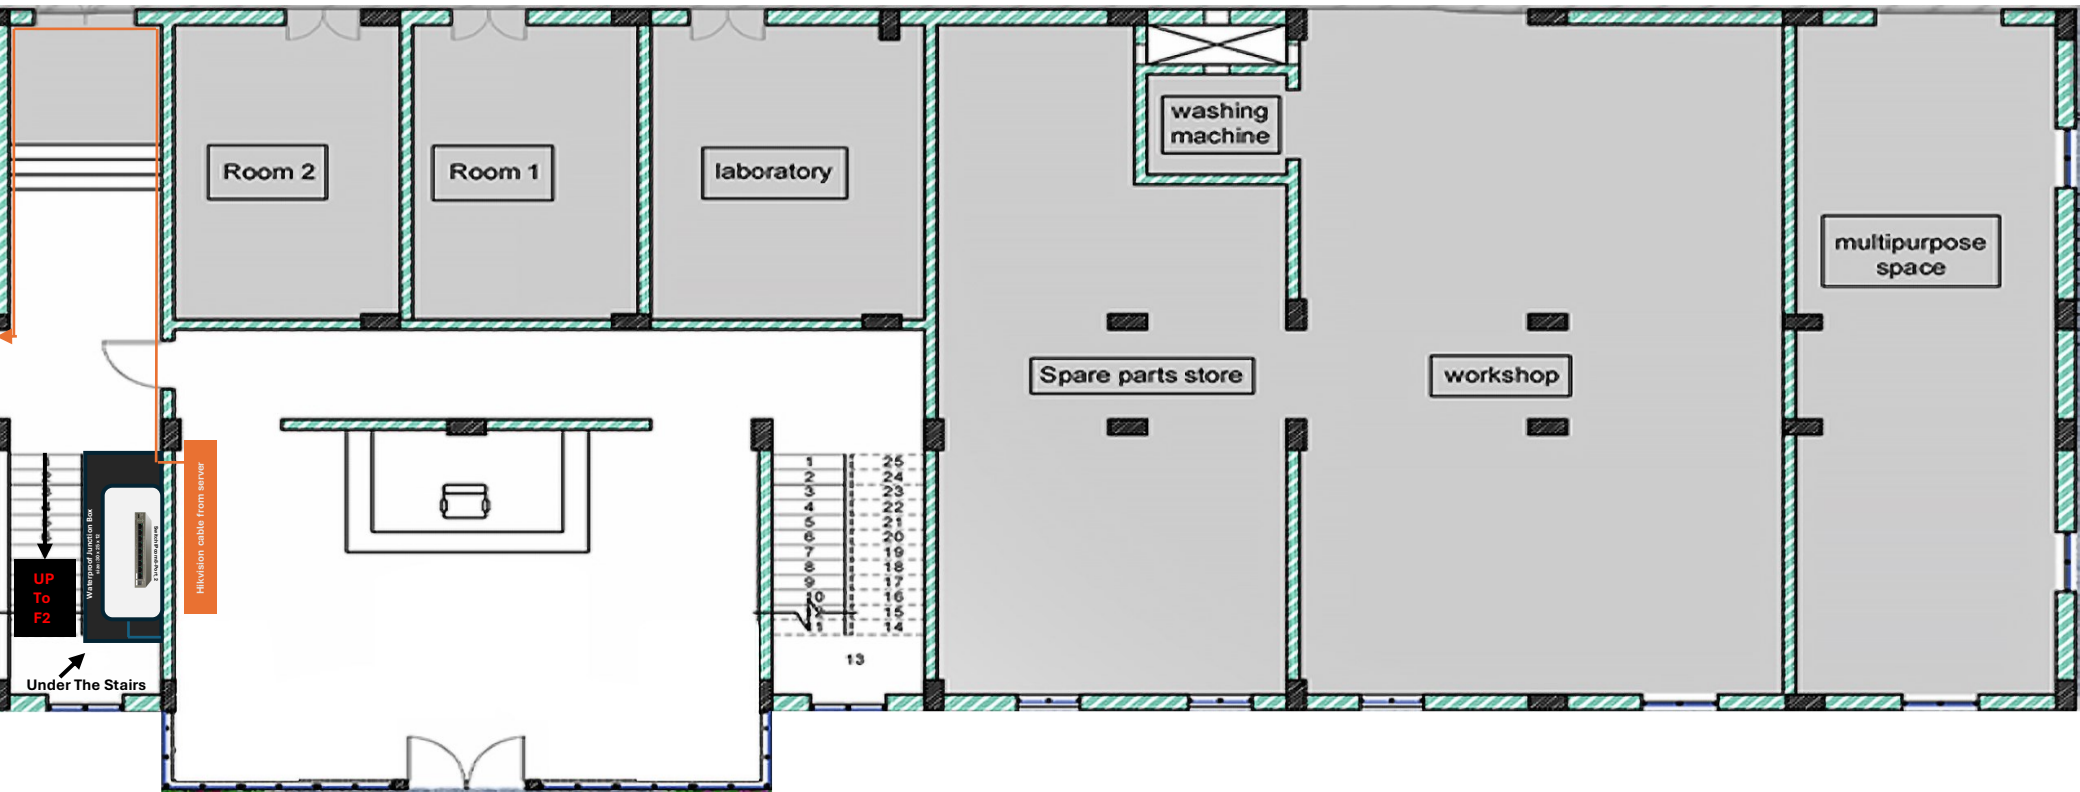 Room 2
Room 1
laboratory
washing
machine
multipurpose
space
Spare parts store
workshop
Hikvision cable from server
Waterproof Junction Box
UP
To
F2
Under The Stairs
1
2
3
4
5
6
7
8
9
10
25
24
23
22
21
20
19
18
17
16
15
14
13